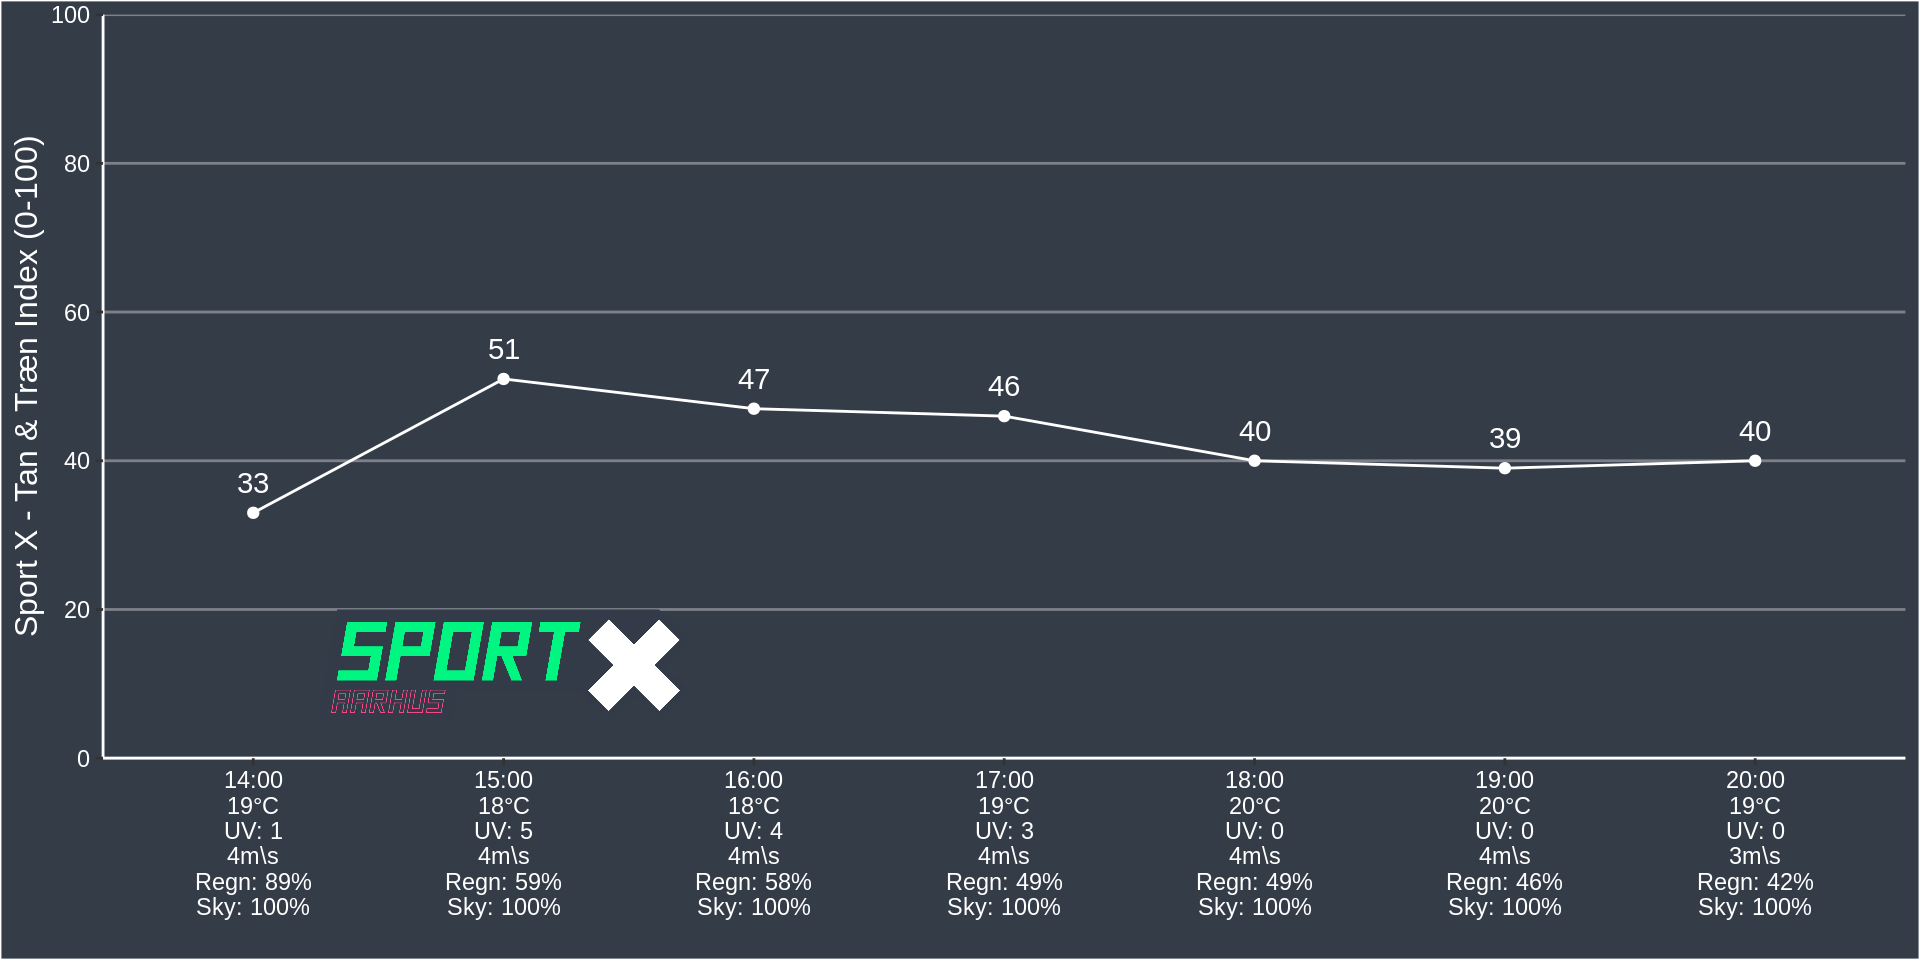 Sport X - Tan & Træn Index (0-100)
100
80
60
40
20
0
33
51
47
46
40
39
40
SPORT X
AARHUS
14:00
19°C
UV: 1
4m\s
Regn: 89%
Sky: 100%
15:00
18°C
UV: 5
4m\s
Regn: 59%
Sky: 100%
16:00
18°C
UV: 4
4m\s
Regn: 58%
Sky: 100%
17:00
19°C
UV: 3
4m\s
Regn: 49%
Sky: 100%
18:00
20°C
UV: 0
4m\s
Regn: 49%
Sky: 100%
19:00
20°C
UV: 0
4m\s
Regn: 46%
Sky: 100%
20:00
19°C
UV: 0
3m\s
Regn: 42%
Sky: 100%